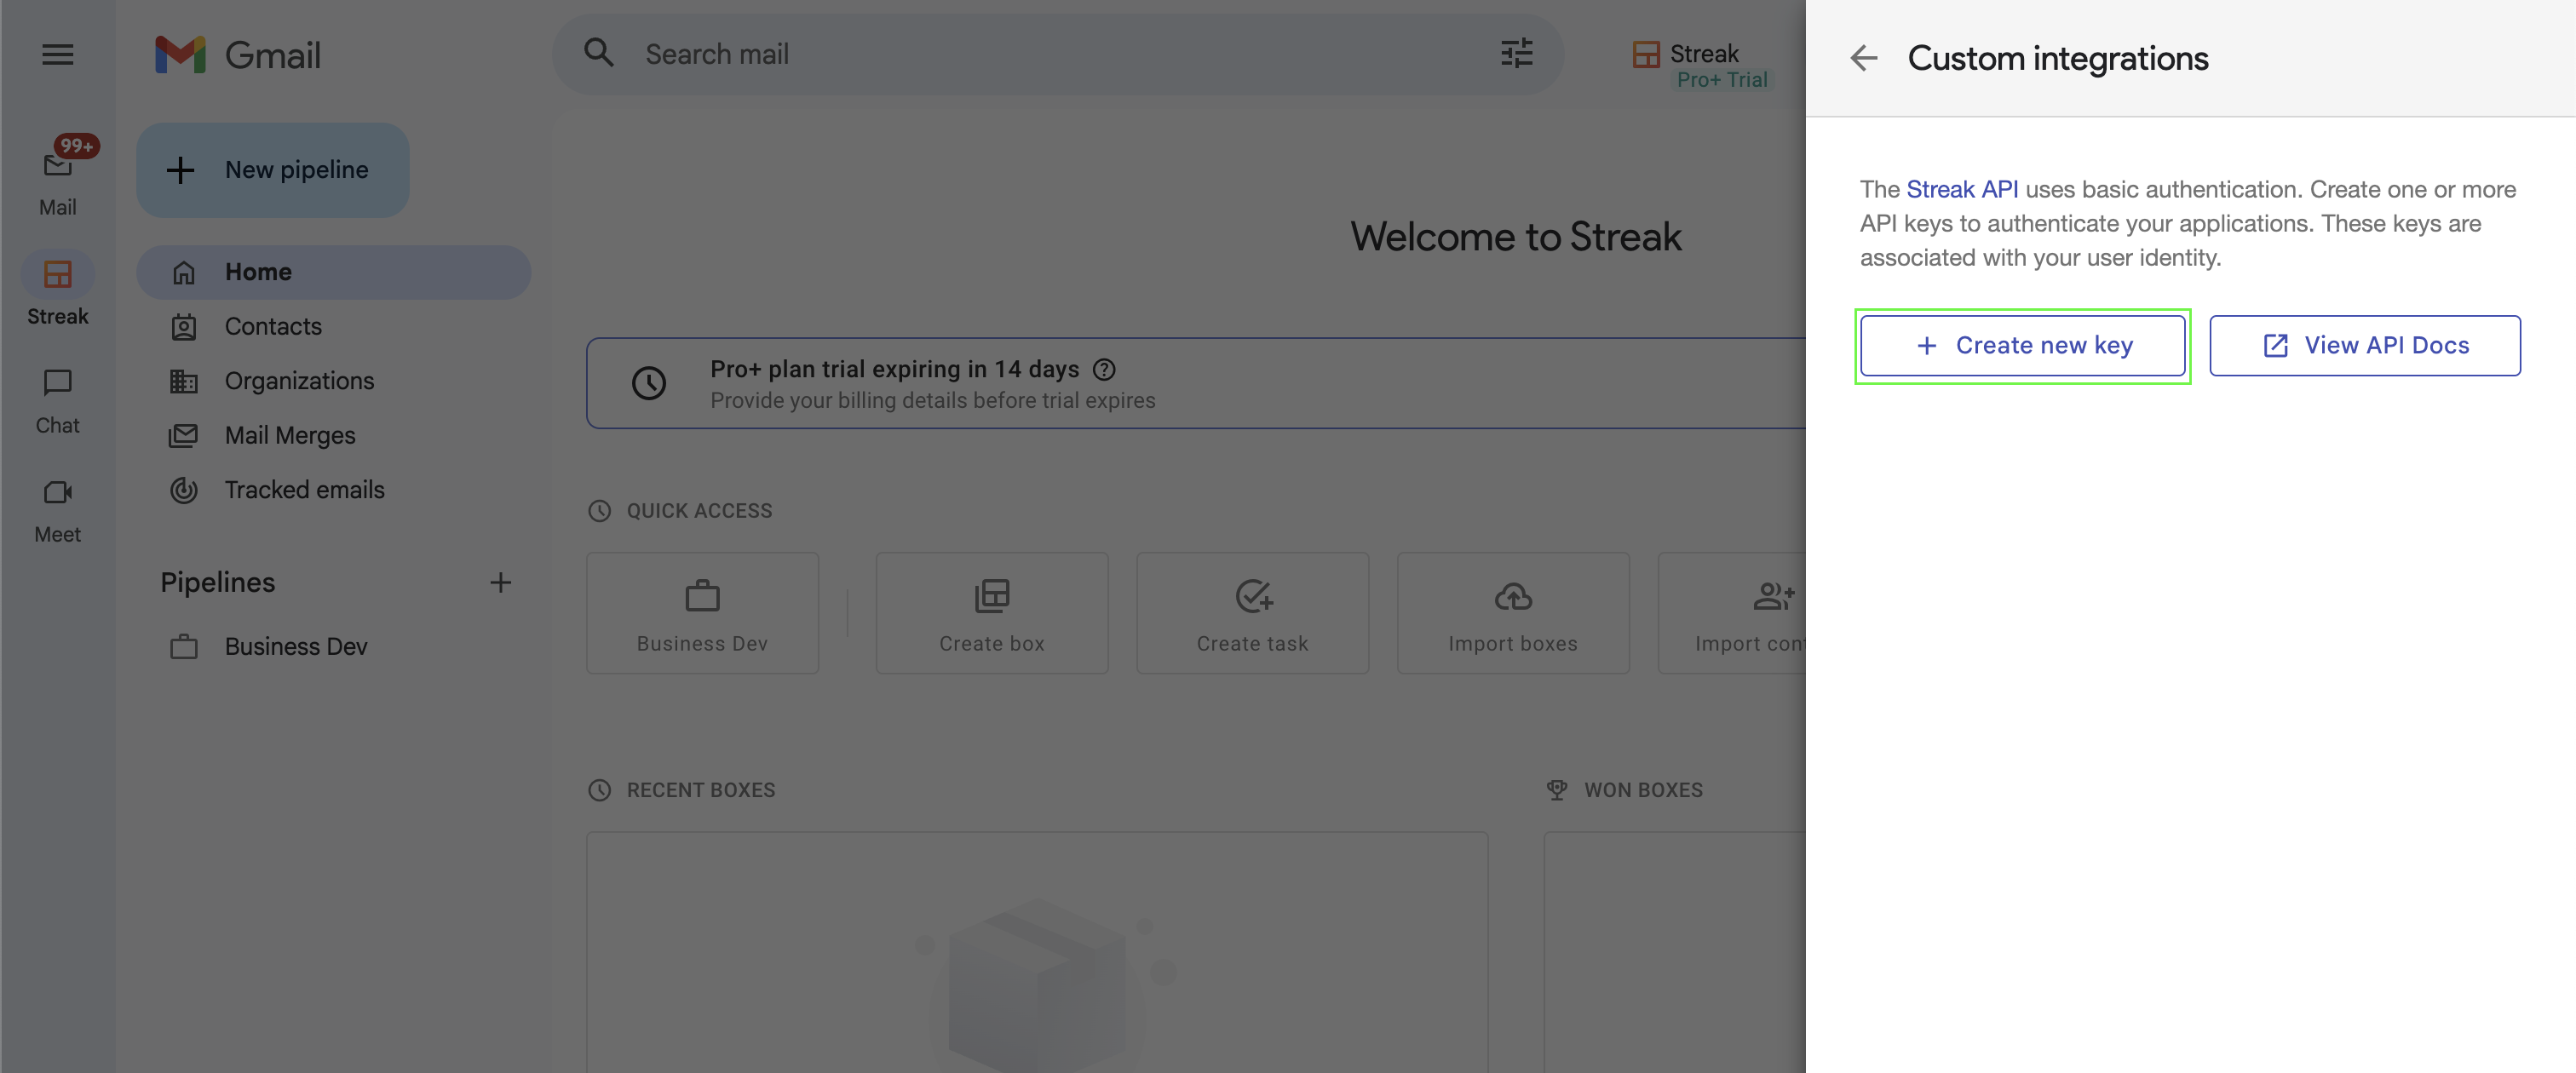 Gmail
Search mail
Streak
Pro+ Trial
99+
Mail
Streak
Chat
Meet
New pipeline
Home
Contacts
Organizations
Mail Merges
Tracked emails
Pipelines
Business Dev
Welcome to Streak
Pro+ plan trial expiring in 14 days
Provide your billing details before trial expires
QUICK ACCESS
Business Dev
Create box
Create task
Import boxes
Import cont
RECENT BOXES
WON BOXES
Custom integrations
The Streak API uses basic authentication. Create one or more
API keys to authenticate your applications. These keys are
associated with your user identity.
Create new key
View API Docs